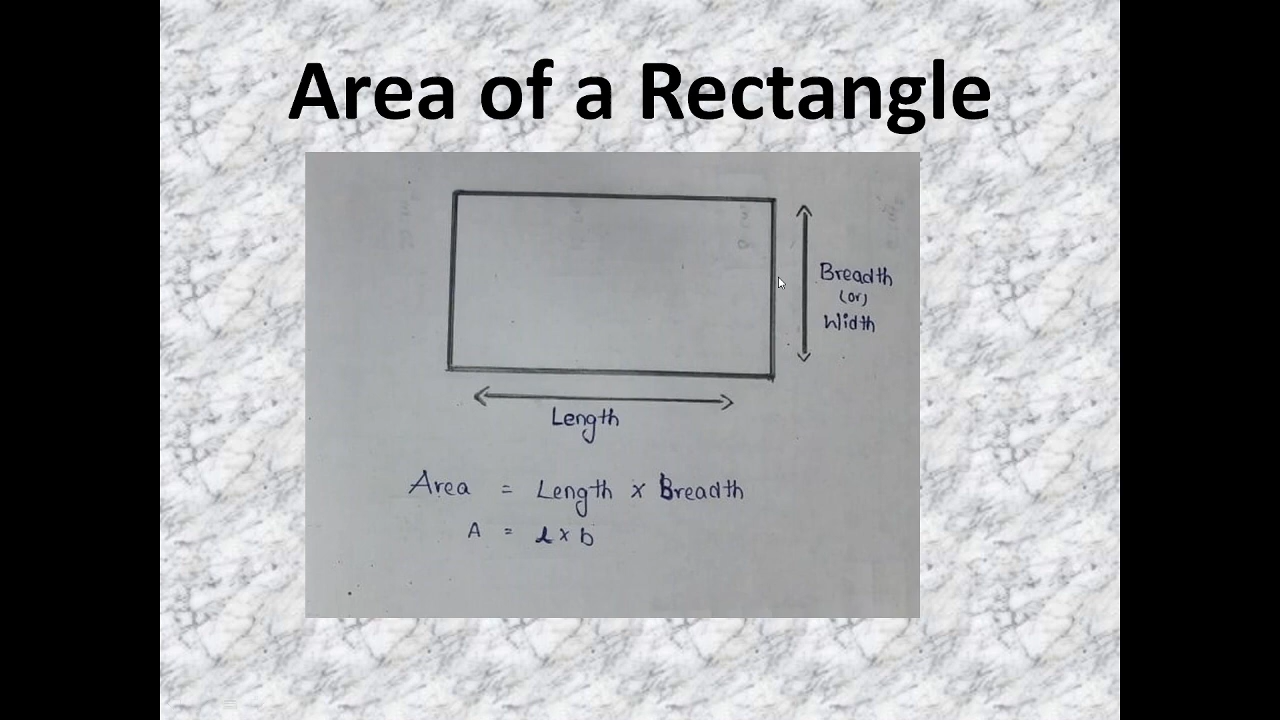 Area of a Rectangle
Breadth
(or)
Width
Length
Area = Length x Breadth
A = l x b